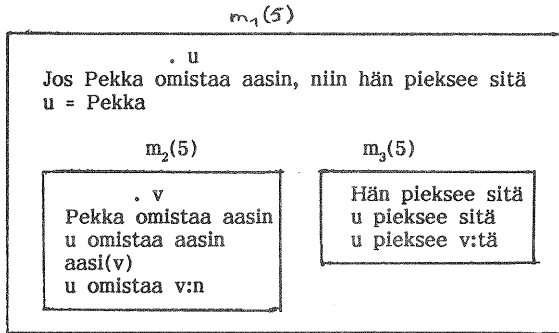 m₁(5)
. u
Jos Pekka omistaa aasin, niin hän pieksee sitä
u = Pekka
m₂(5)
. v
Pekka omistaa aasin
u omistaa aasin
aasi(v)
u omistaa v:n
m₃(5)
Hän pieksee sitä
u pieksee sitä
u pieksee v:tä